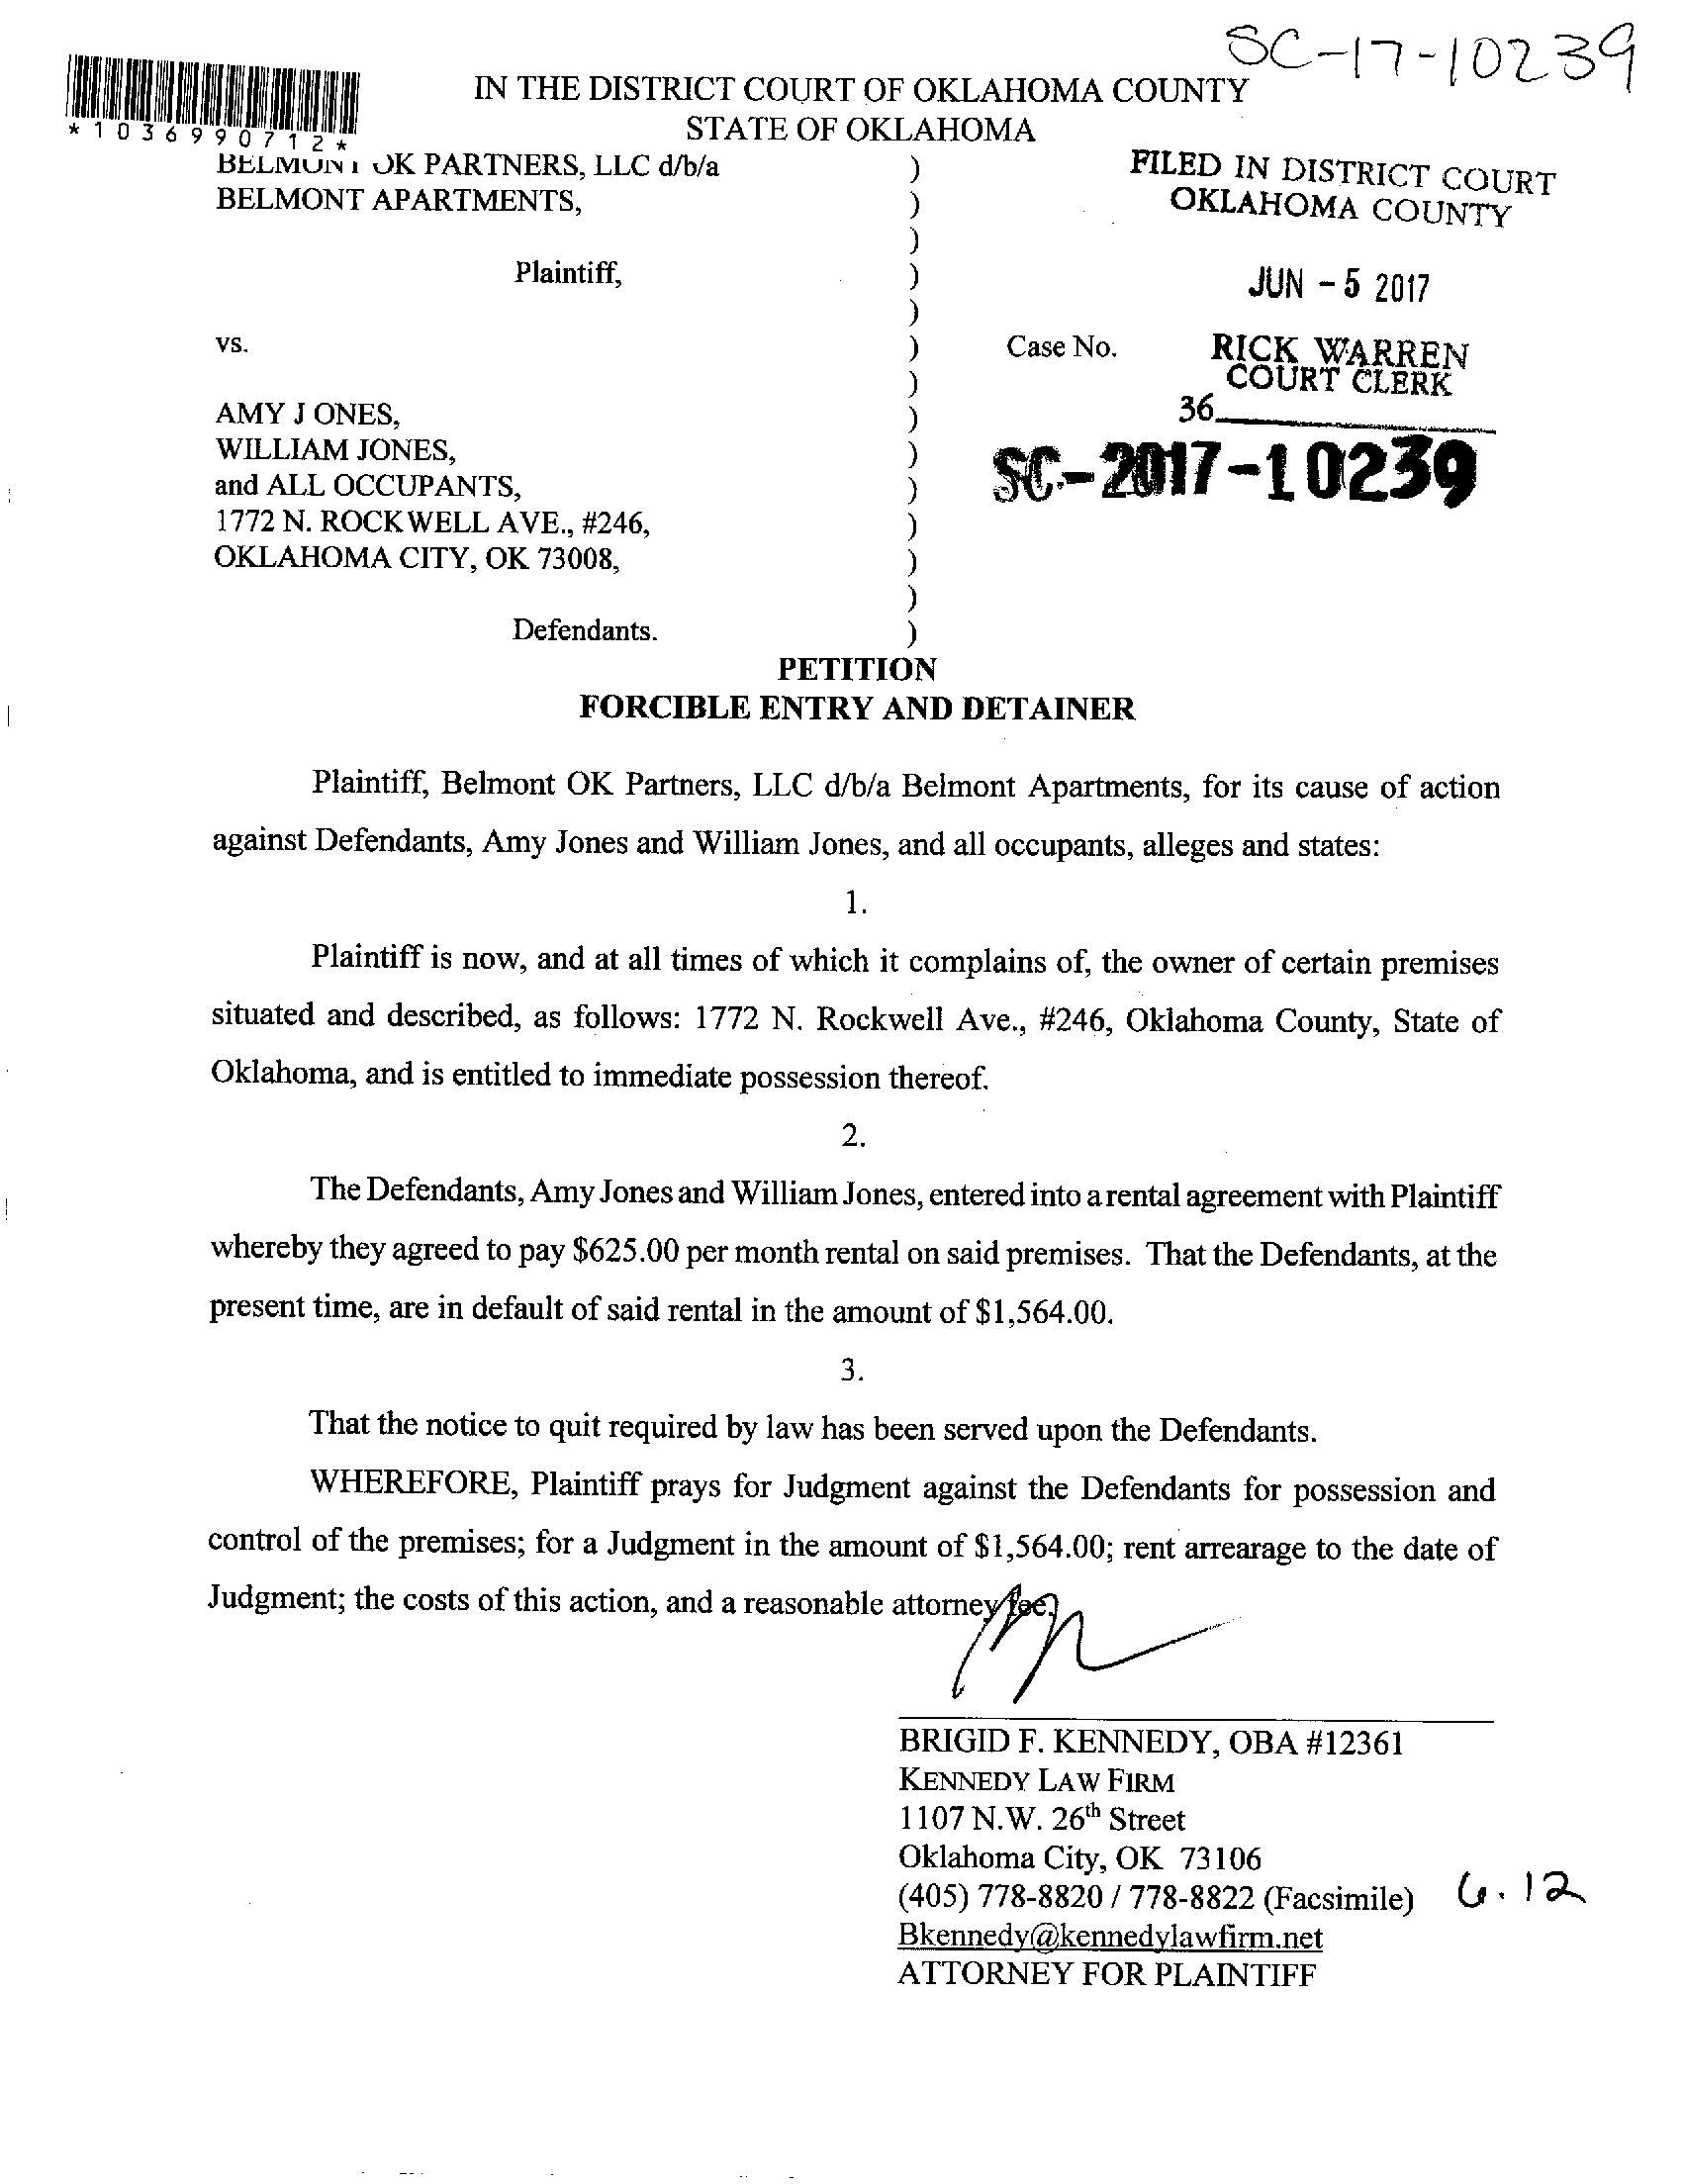 SC-17-10239
IN THE DISTRICT COURT OF OKLAHOMA COUNTY
STATE OF OKLAHOMA
*1036990712*
BELMONT OK PARTNERS, LLC d/b/a )
BELMONT APARTMENTS, )
)
Plaintiff, )
)
vs. )
)
AMY J ONES, )
WILLIAM JONES, )
and ALL OCCUPANTS, )
1772 N. ROCKWELL AVE., #246, )
OKLAHOMA CITY, OK 73008, )
)
Defendants. )
FILED IN DISTRICT COURT
OKLAHOMA COUNTY
JUN - 5 2017
Case No.
RICK WARREN
COURT CLERK
36
SC-2017-10239
PETITION
FORCIBLE ENTRY AND DETAINER
Plaintiff, Belmont OK Partners, LLC d/b/a Belmont Apartments, for its cause of action
against Defendants, Amy Jones and William Jones, and all occupants, alleges and states:
1.
Plaintiff is now, and at all times of which it complains of, the owner of certain premises
situated and described, as follows: 1772 N. Rockwell Ave., #246, Oklahoma County, State of
Oklahoma, and is entitled to immediate possession thereof.
2.
The Defendants, Amy Jones and William Jones, entered into a rental agreement with Plaintiff
whereby they agreed to pay $625.00 per month rental on said premises. That the Defendants, at the
present time, are in default of said rental in the amount of $1,564.00.
3.
That the notice to quit required by law has been served upon the Defendants.
WHEREFORE, Plaintiff prays for Judgment against the Defendants for possession and
control of the premises; for a Judgment in the amount of $1,564.00; rent arrearage to the date of
Judgment; the costs of this action, and a reasonable attorney fee.
BRIGID F. KENNEDY, OBA #12361
KENNEDY LAW FIRM
1107 N.W. 26th Street
Oklahoma City, OK 73106
(405) 778-8820 / 778-8822 (Facsimile)
6.12
Bkennedy@kennedylawfirm.net
ATTORNEY FOR PLAINTIFF